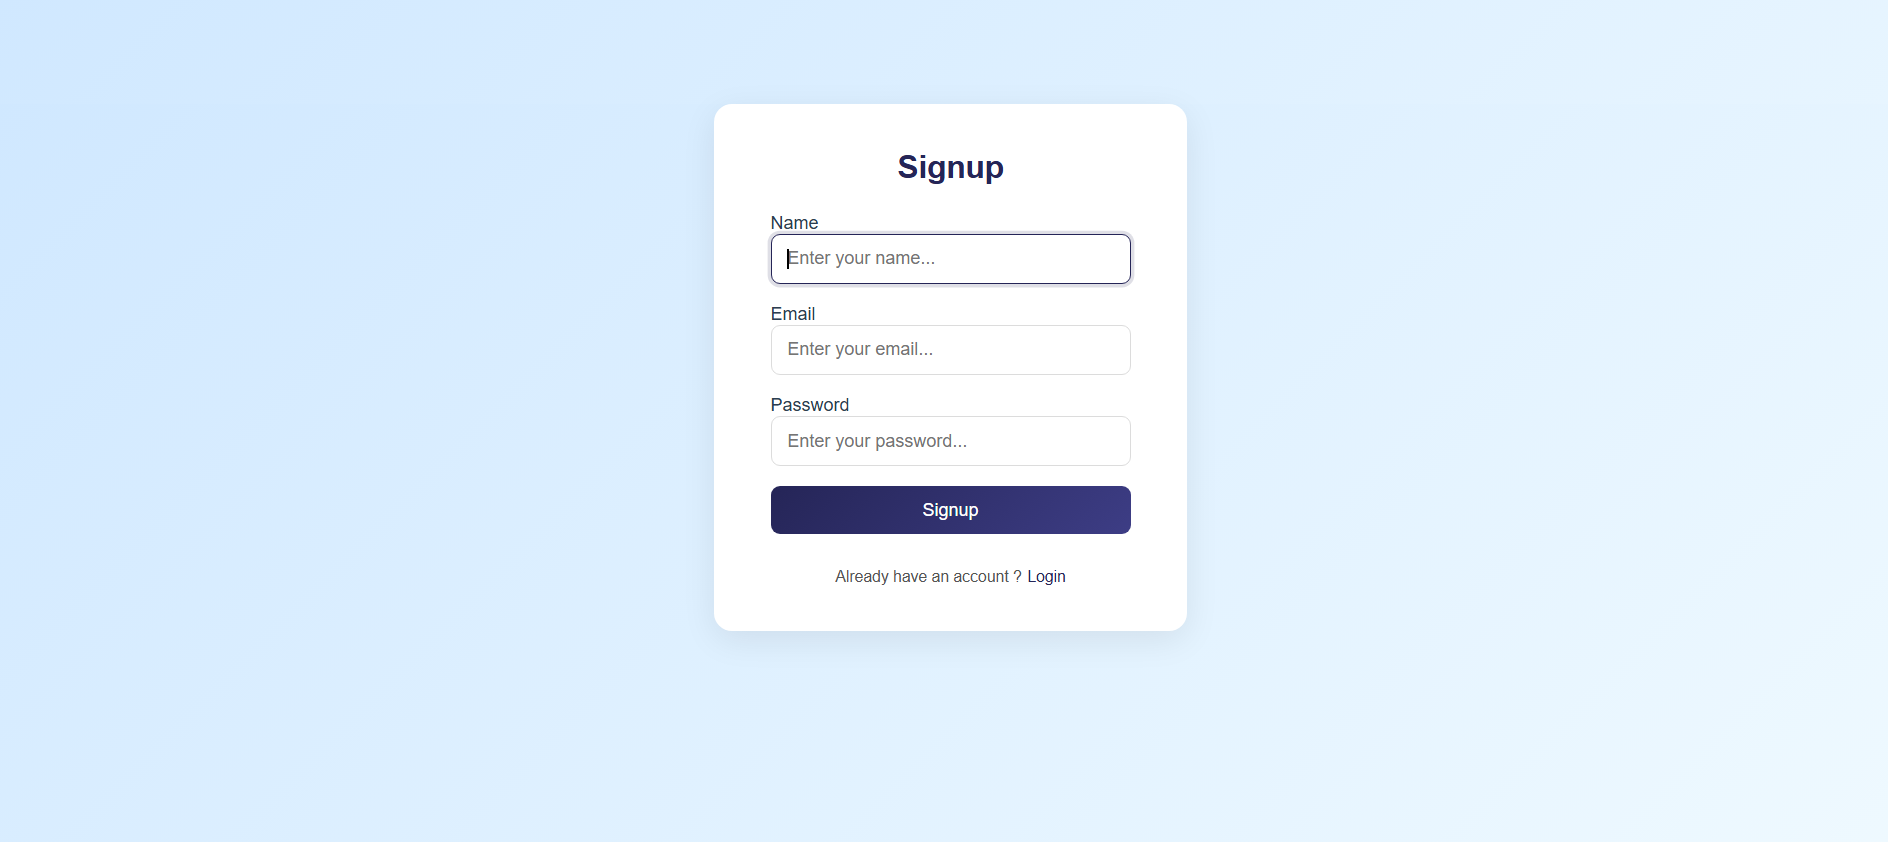 Signup
Name
Enter your name...
Email
Enter your email...
Password
Enter your password...
Signup
Already have an account ? Login